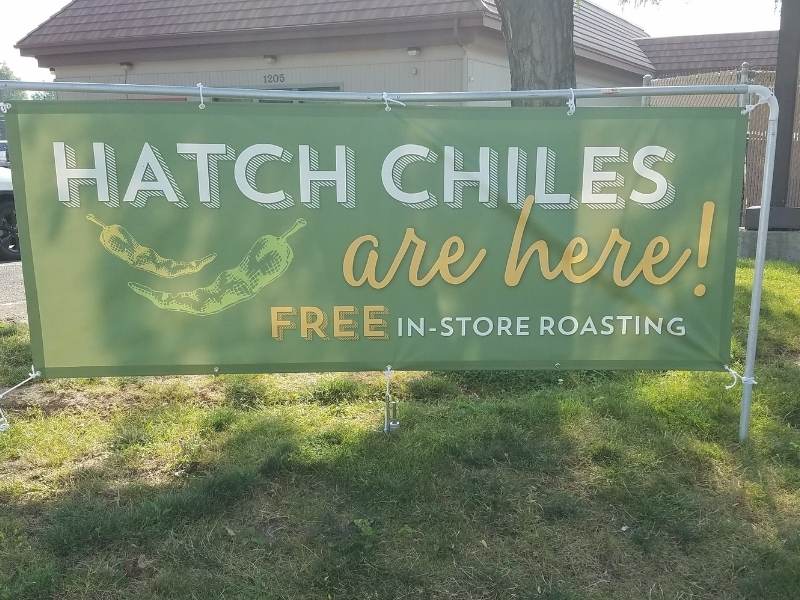 1205
HATCH CHILES
are here!
FREE IN-STORE ROASTING